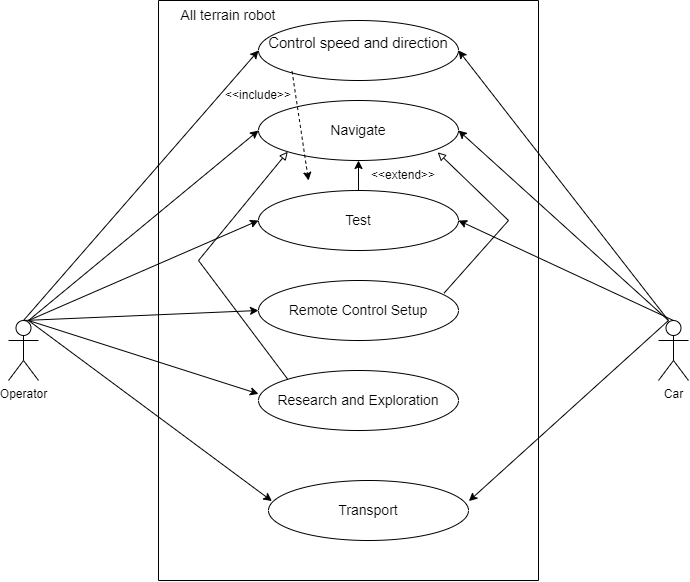 All terrain robot
Control speed and direction
<<include>>
Navigate
<<extend>>
Test
Remote Control Setup
Operator
Car
Research and Exploration
Transport